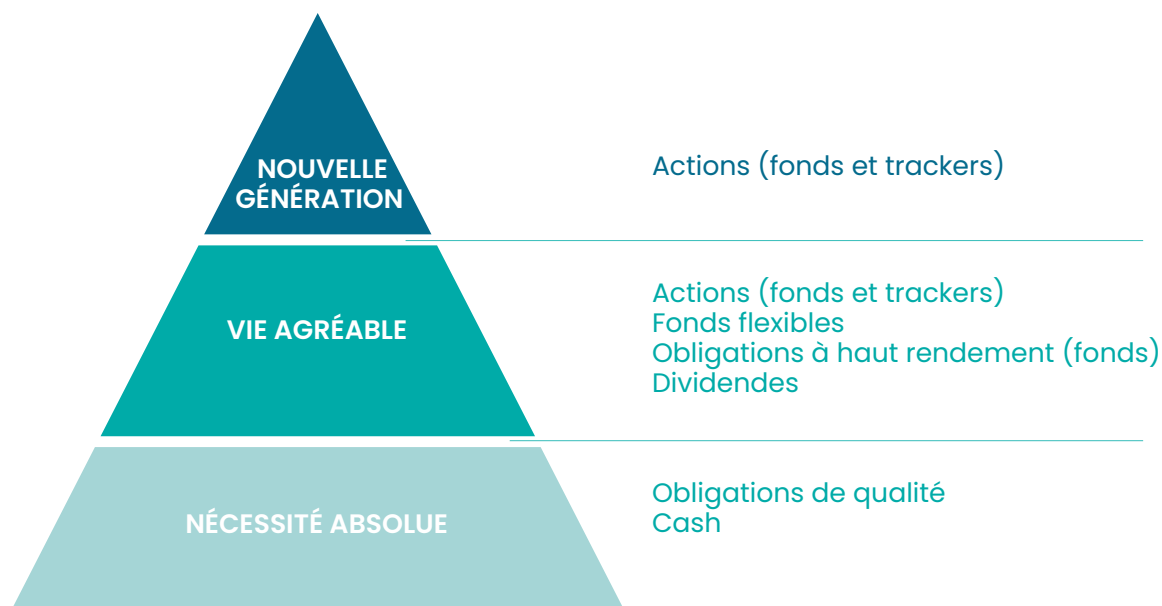 NOUVELLE
GÉNÉRATION
Actions (fonds et trackers)
VIE AGRÉABLE
Actions (fonds et trackers)
Fonds flexibles
Obligations à haut rendement (fonds)
Dividendes
NÉCESSITÉ ABSOLUE
Obligations de qualité
Cash